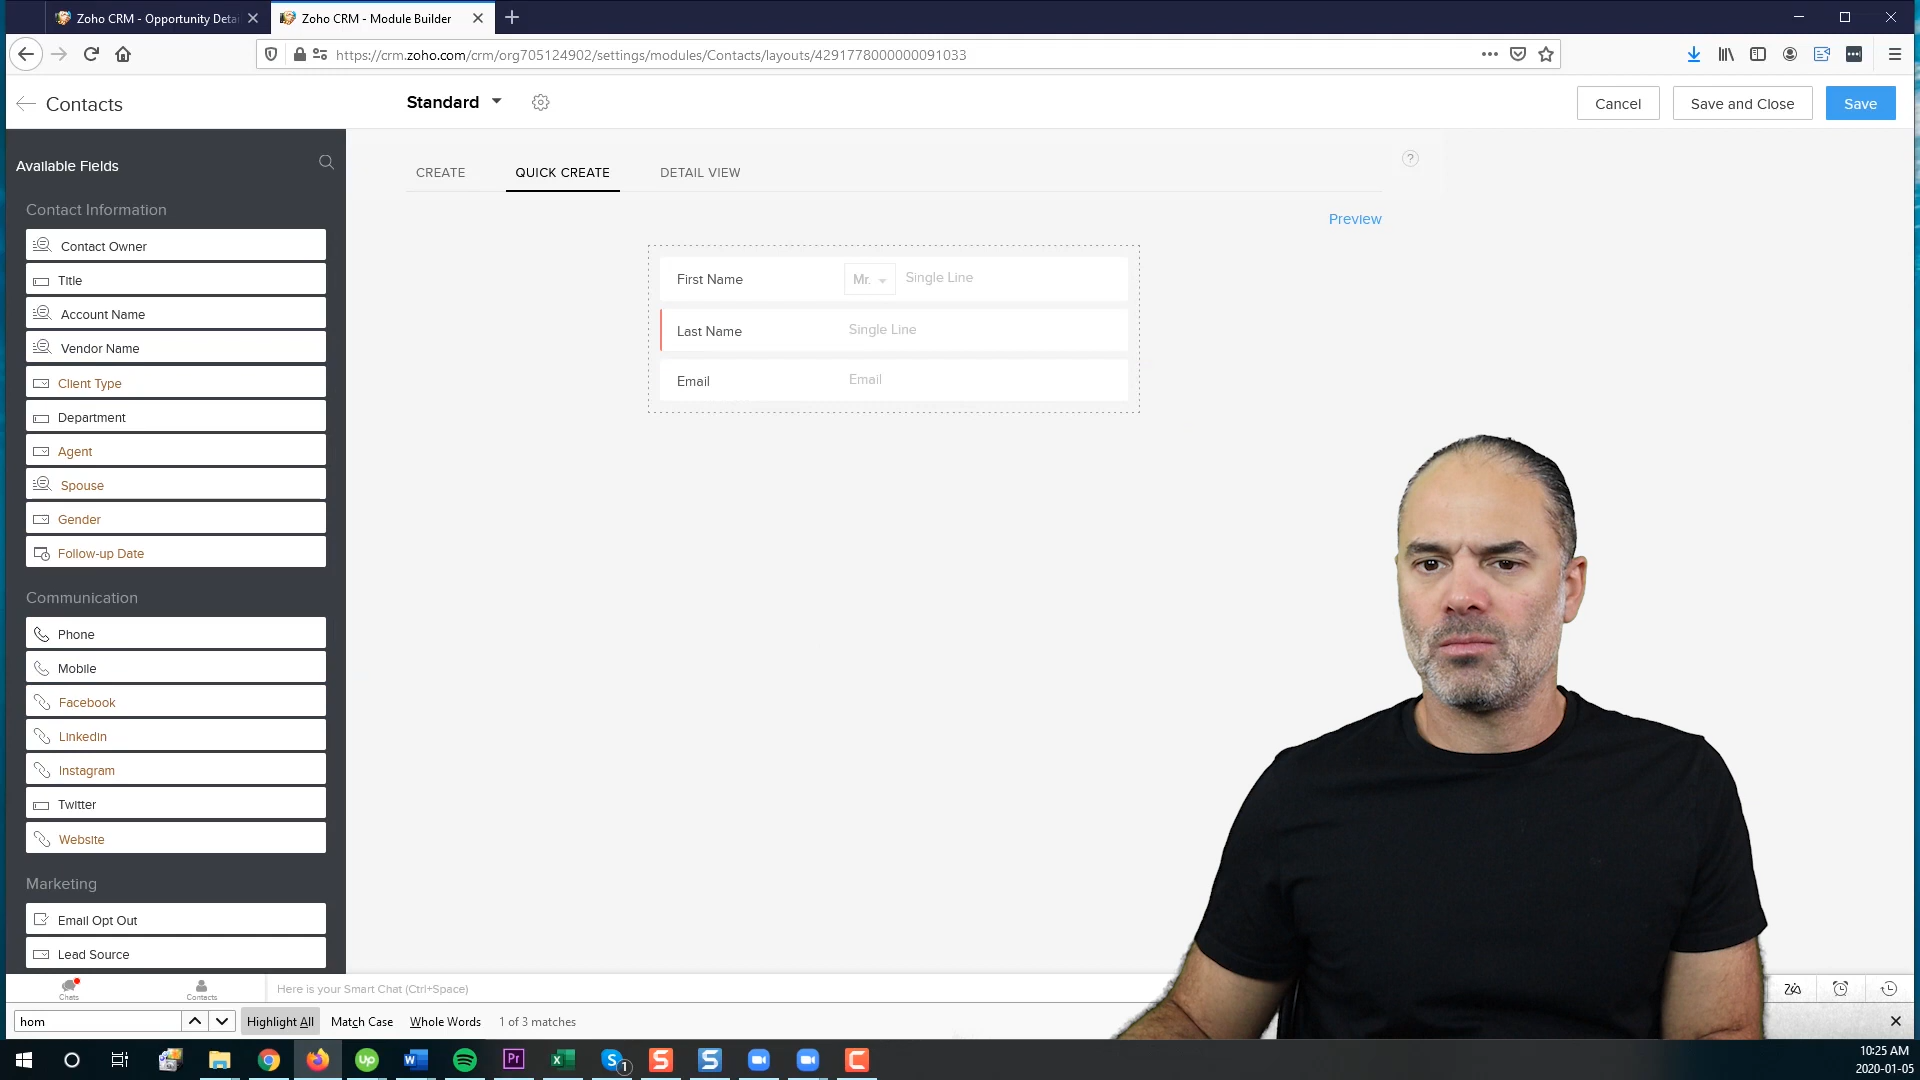 Zoho CRM - Opportunity Deta
Zoho CRM - Module Builder
https://crm.zoho.com/crm/org705124902/settings/modules/Contacts/layouts/4291778000000091033
Contacts
Standard
Cancel
Save and Close
Save
Available Fields
CREATE
QUICK CREATE
DETAIL VIEW
?
Preview
Contact Information
Contact Owner
Title
Account Name
Vendor Name
Client Type
Department
Agent
Spouse
Gender
Follow-up Date
First Name
Mr.
Single Line
Last Name
Single Line
Email
Email
Communication
Phone
Mobile
Facebook
Linkedin
Instagram
Twitter
Website
Marketing
Email Opt Out
Lead Source
Chats
Contacts
Here is your Smart Chat (Ctrl+Space)
hom
Highlight All
Match Case
Whole Words
1 of 3 matches
up
W
Pr
X
S
1
S
S
C
10:25 AM
2020-01-05